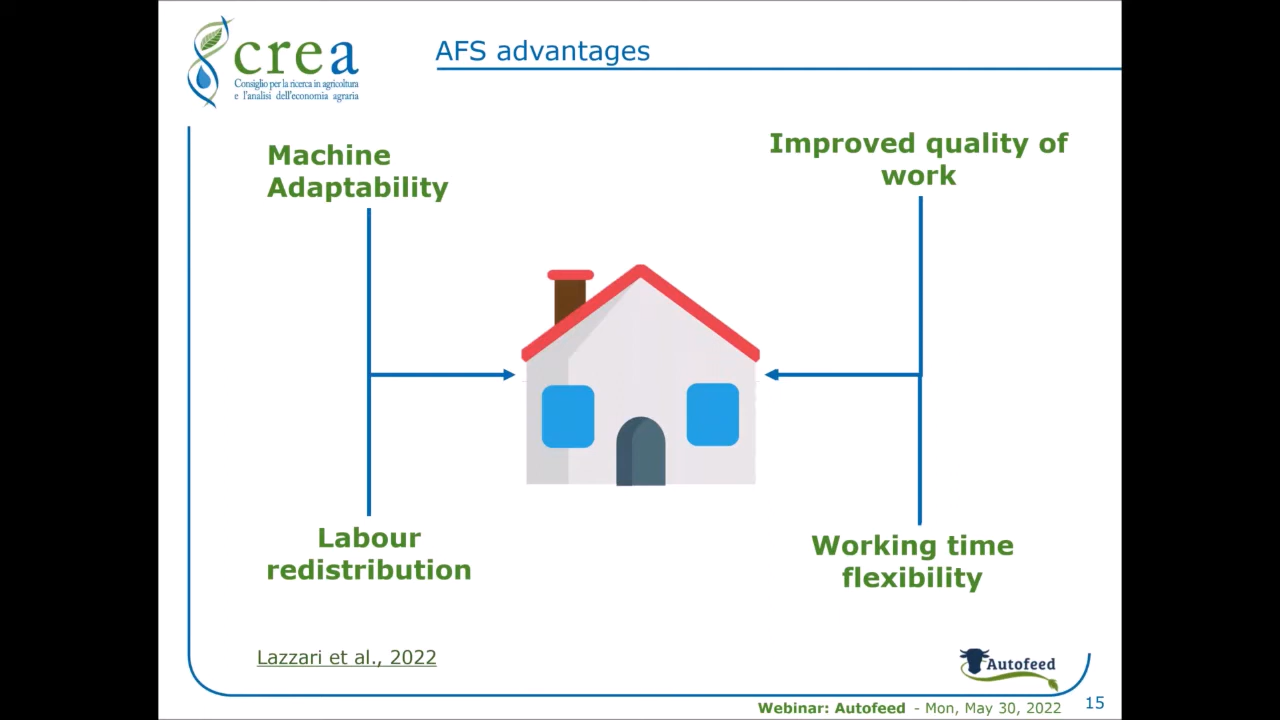 crea
Consiglio per la ricerca in agricoltura
e l'analisi dell'economia agraria
AFS advantages
Machine
Adaptability
Improved quality of
work
Labour
redistribution
Working time
flexibility
Lazzari et al., 2022
Autofeed
Webinar: Autofeed - Mon, May 30, 2022
15